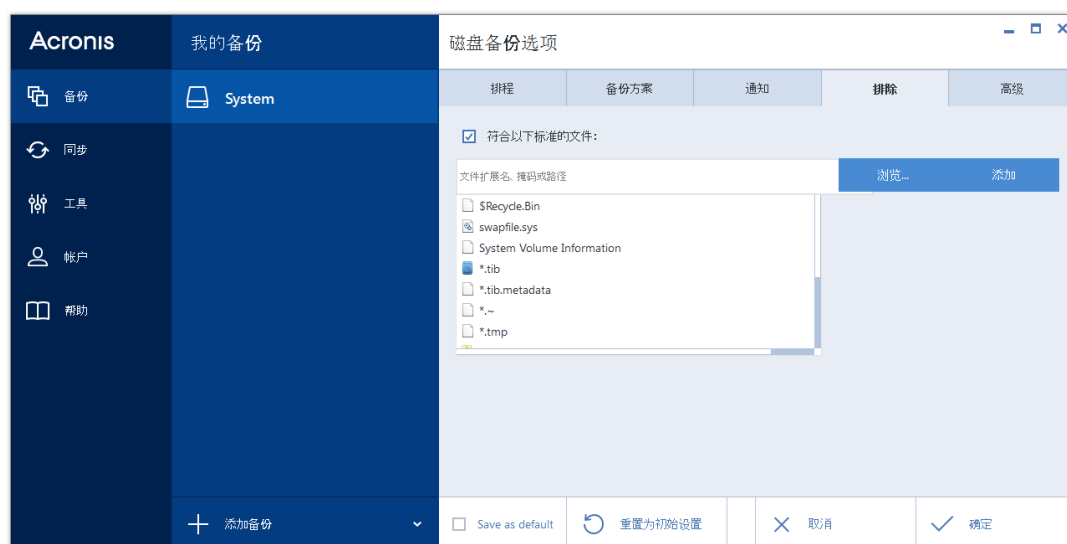 Acronis
我的备份
磁盘备份选项
备份
同步
工具
帐户
帮助
System
添加备份
排程
备份方案
通知
排除
高级
符合以下标准的文件:
文件扩展名、掩码或路径
浏览...
添加
$Recycle.Bin
swapfile.sys
System Volume Information
*.tib
*.tib.metadata
*.~
*.tmp
Save as default
重置为初始设置
取消
确定